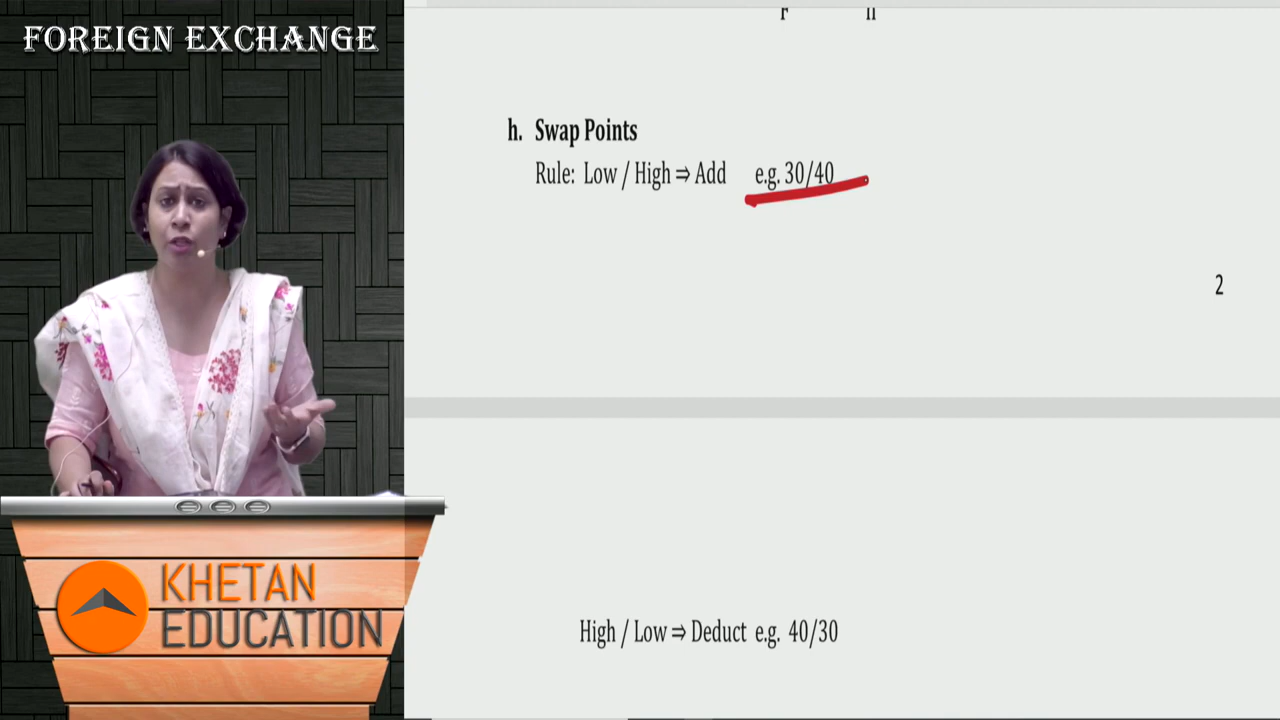 FOREIGN EXCHANGE
h. Swap Points
Rule: Low / High ⇒ Add e.g. 30/40
2
High / Low ⇒ Deduct e.g. 40/30
KHETAN
EDUCATION